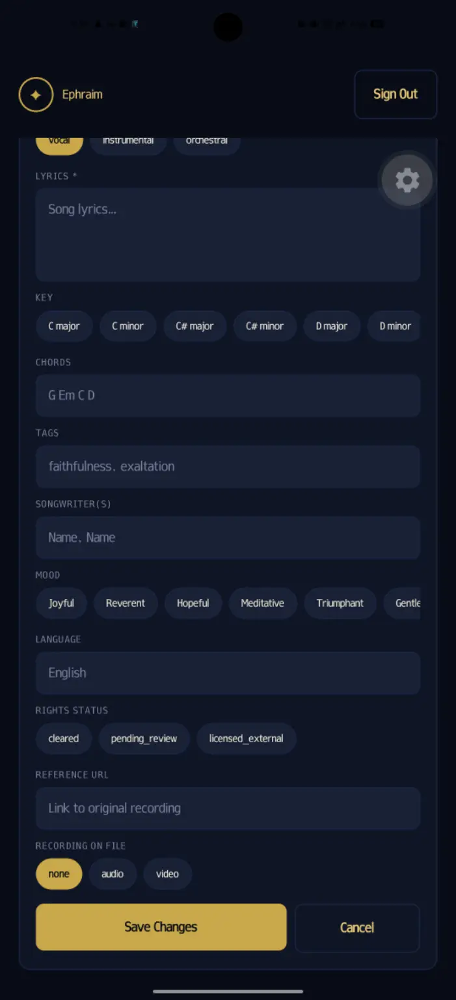 Ephraim
Sign Out
vocal instrumental orchestral
LYRICS *
Song lyrics...
KEY
C major C minor C# major C# minor D major D minor
CHORDS
G Em C D
TAGS
faithfulness, exaltation
SONGWRITER(S)
Name, Name
MOOD
Joyful Reverent Hopeful Meditative Triumphant Gentle
LANGUAGE
English
RIGHTS STATUS
cleared pending_review licensed_external
REFERENCE URL
Link to original recording
RECORDING ON FILE
none audio video
Save Changes Cancel